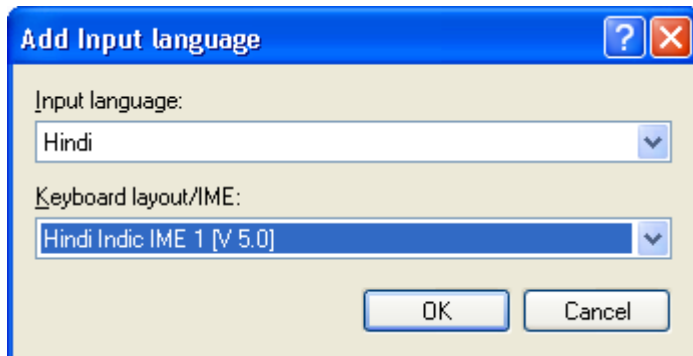 Add Input language
Input language:
Hindi
Keyboard layout/IME:
Hindi Indic IME 1 [V 5.0]
OK Cancel